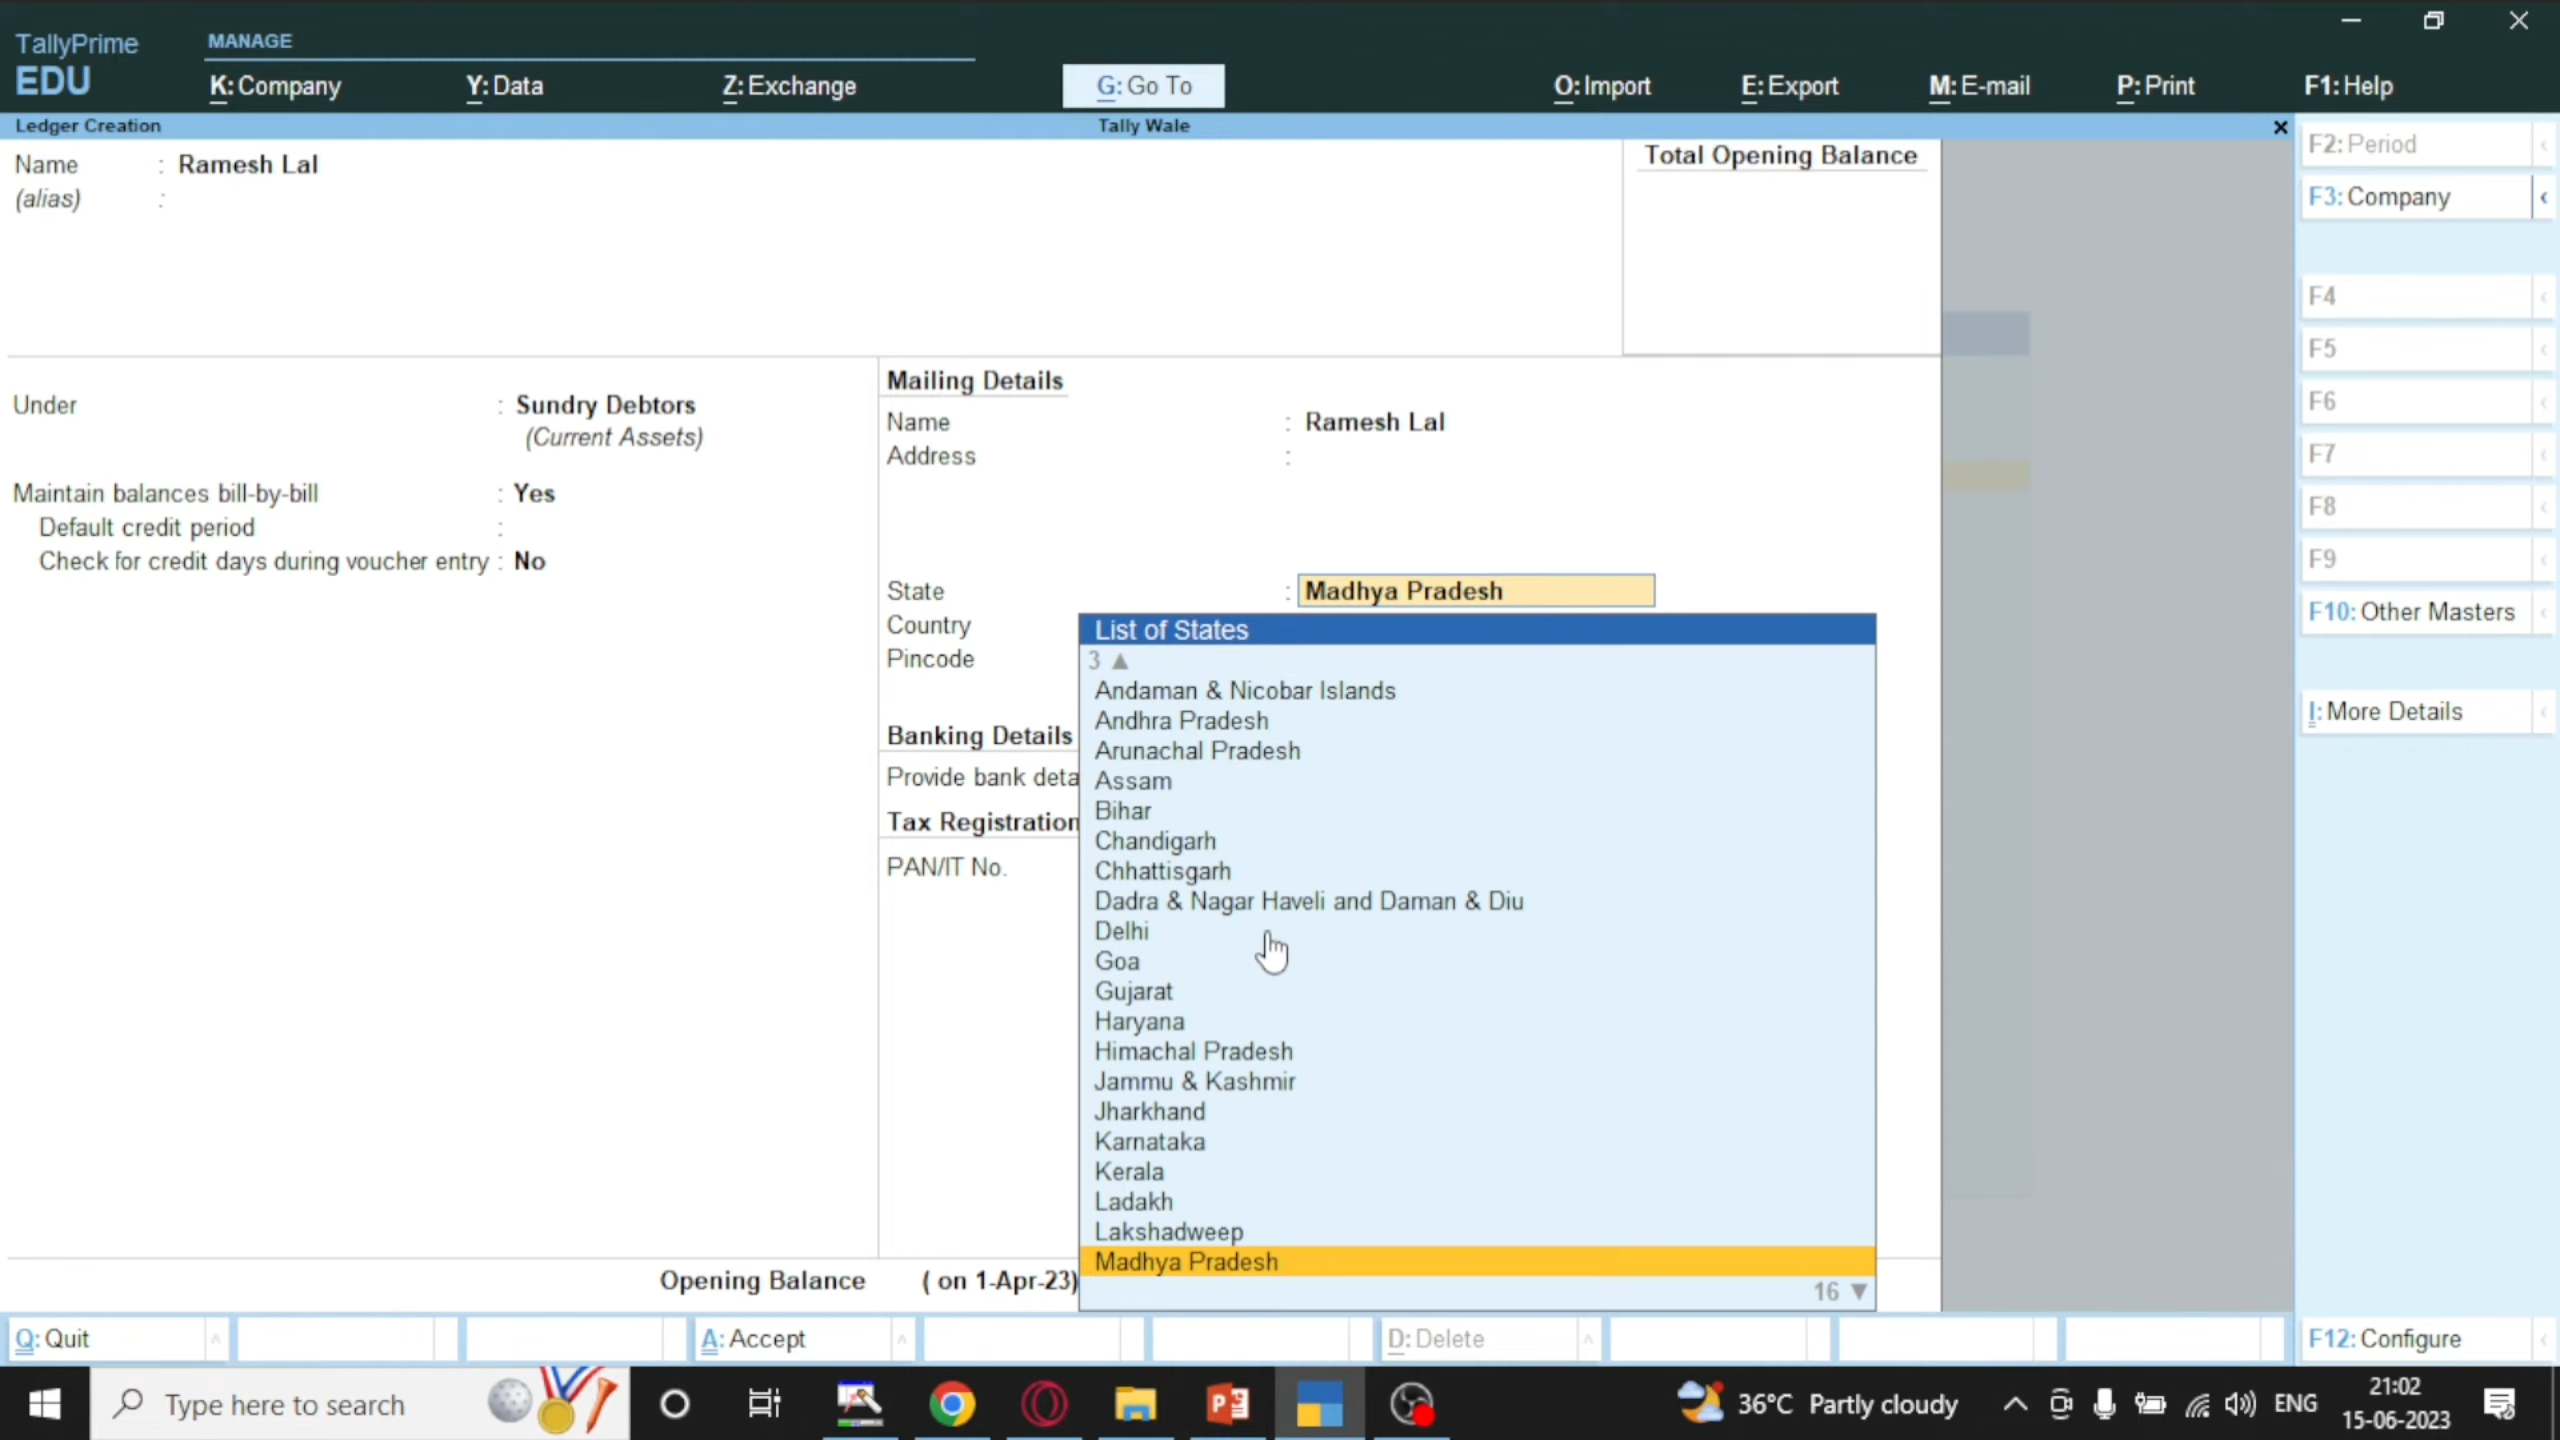 TallyPrime
EDU
MANAGE
K: Company
Y: Data
Z: Exchange
G: Go To
O: Import
E: Export
M: E-mail
P: Print
F1: Help
Ledger Creation
Tally Wale
Name : Ramesh Lal
(alias) :
Total Opening Balance
Under : Sundry Debtors
(Current Assets)
Maintain balances bill-by-bill : Yes
Default credit period :
Check for credit days during voucher entry : No
Mailing Details
Name : Ramesh Lal
Address :
State : Madhya Pradesh
Country
Pincode
Banking Details
Provide bank deta
Tax Registration
PAN/IT No.
List of States
3 ▲
Andaman & Nicobar Islands
Andhra Pradesh
Arunachal Pradesh
Assam
Bihar
Chandigarh
Chhattisgarh
Dadra & Nagar Haveli and Daman & Diu
Delhi
Goa
Gujarat
Haryana
Himachal Pradesh
Jammu & Kashmir
Jharkhand
Karnataka
Kerala
Ladakh
Lakshadweep
Madhya Pradesh
16 ▼
Opening Balance ( on 1-Apr-23)
F2: Period
F3: Company
F4
F5
F6
F7
F8
F9
F10: Other Masters
I: More Details
F12: Configure
Q: Quit
A: Accept
D: Delete
Type here to search
36°C Partly cloudy
ENG
21:02
15-06-2023